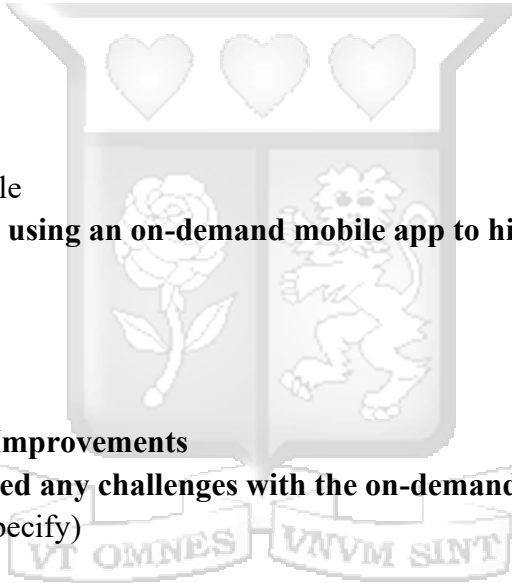 le
using an on-demand mobile app to hi
Improvements
ed any challenges with the on-demand
pecify)
VT OMNES VNVM SINT